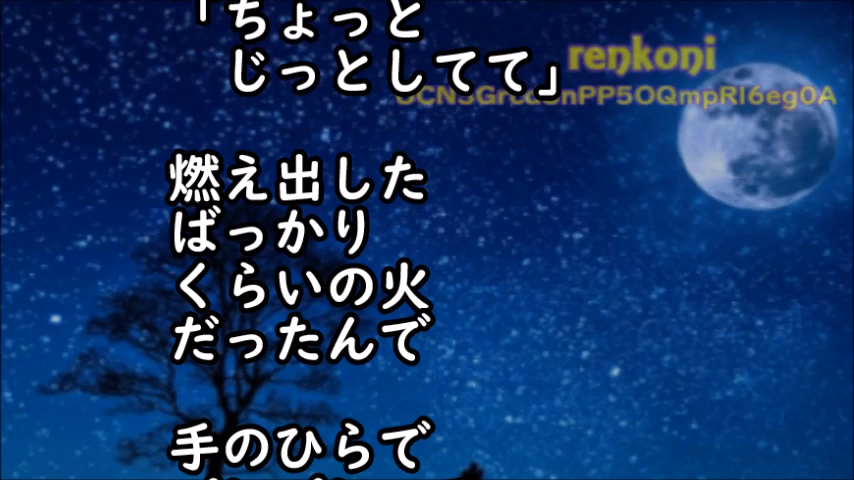 「ちょっと
じっとしてて」
renkoni
燃え出した
ばっかり
くらいの火
だったんで
手のひらで